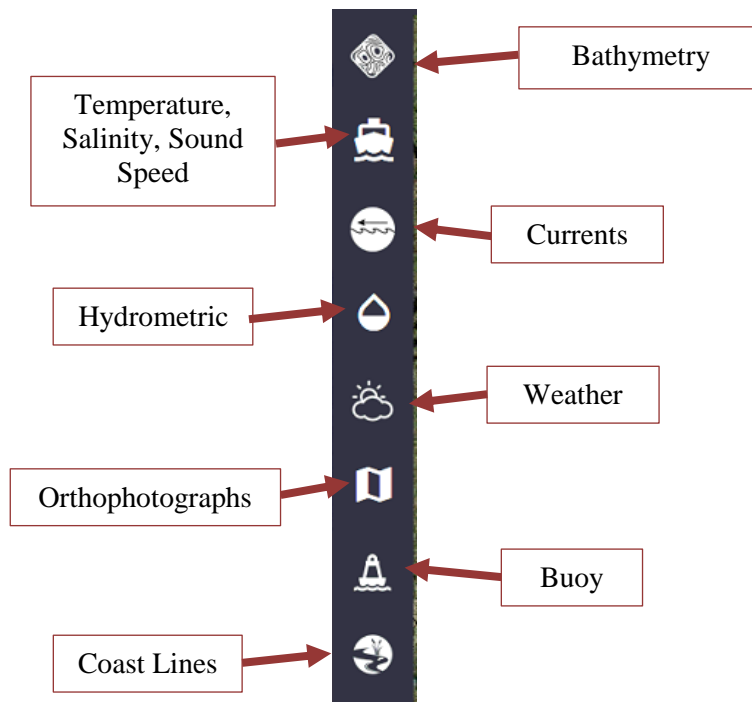 Bathymetry
Temperature,
Salinity, Sound
Speed
Currents
Hydrometric
Weather
Orthophotographs
Buoy
Coast Lines